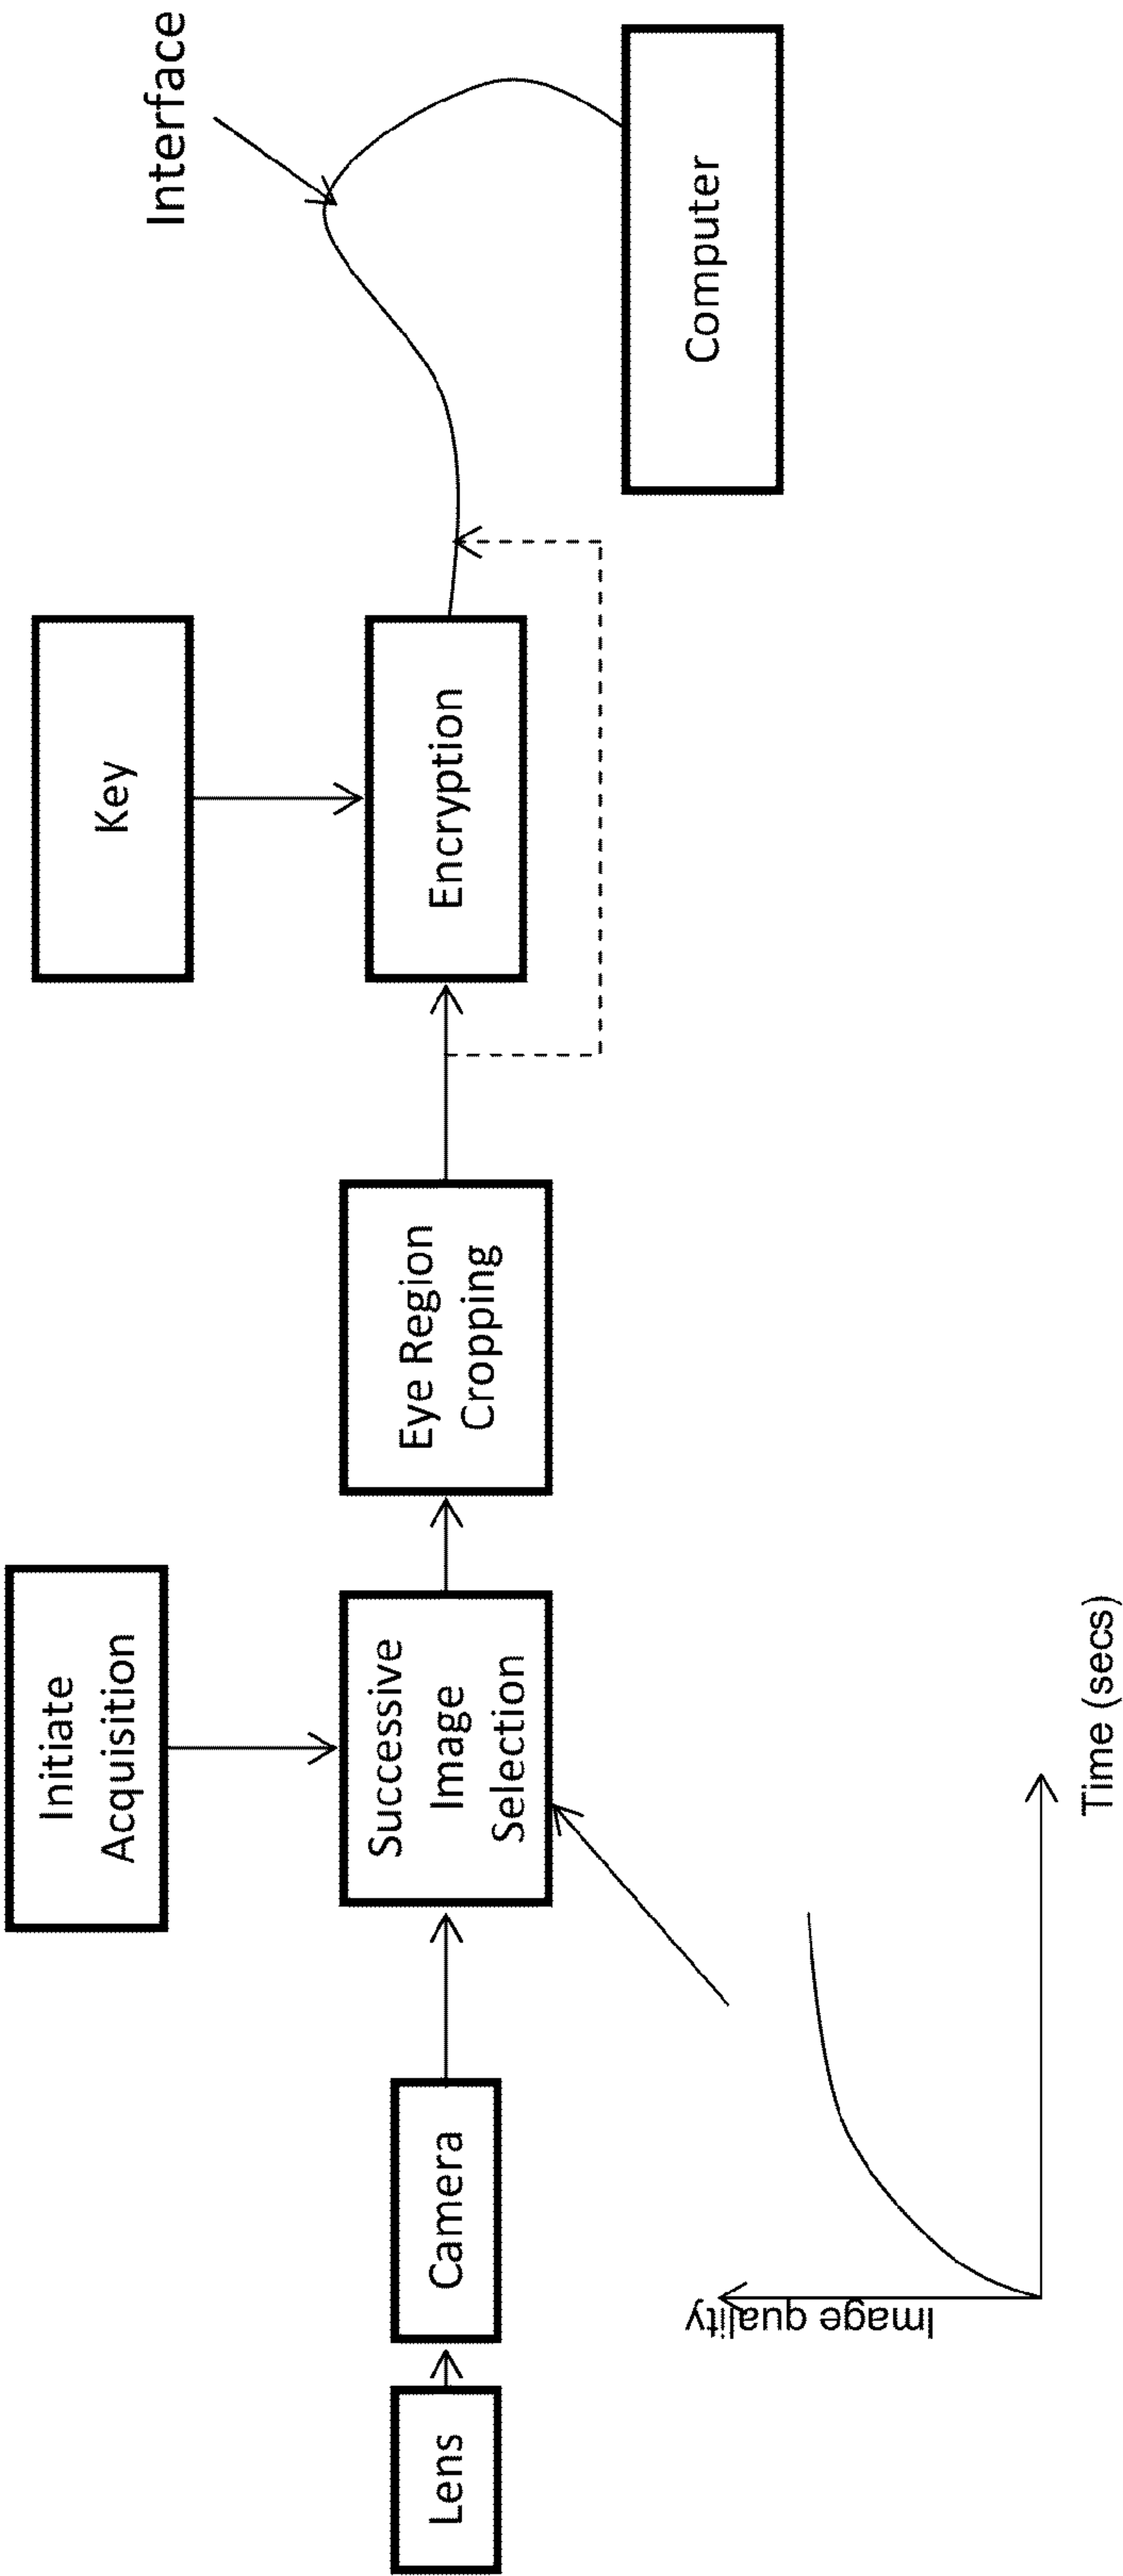 Interface
Initiate
Acquisition
Key
Lens
Camera
Successive
Image
Selection
Eye Region
Cropping
Encryption
Computer
Image quality
Time (secs)